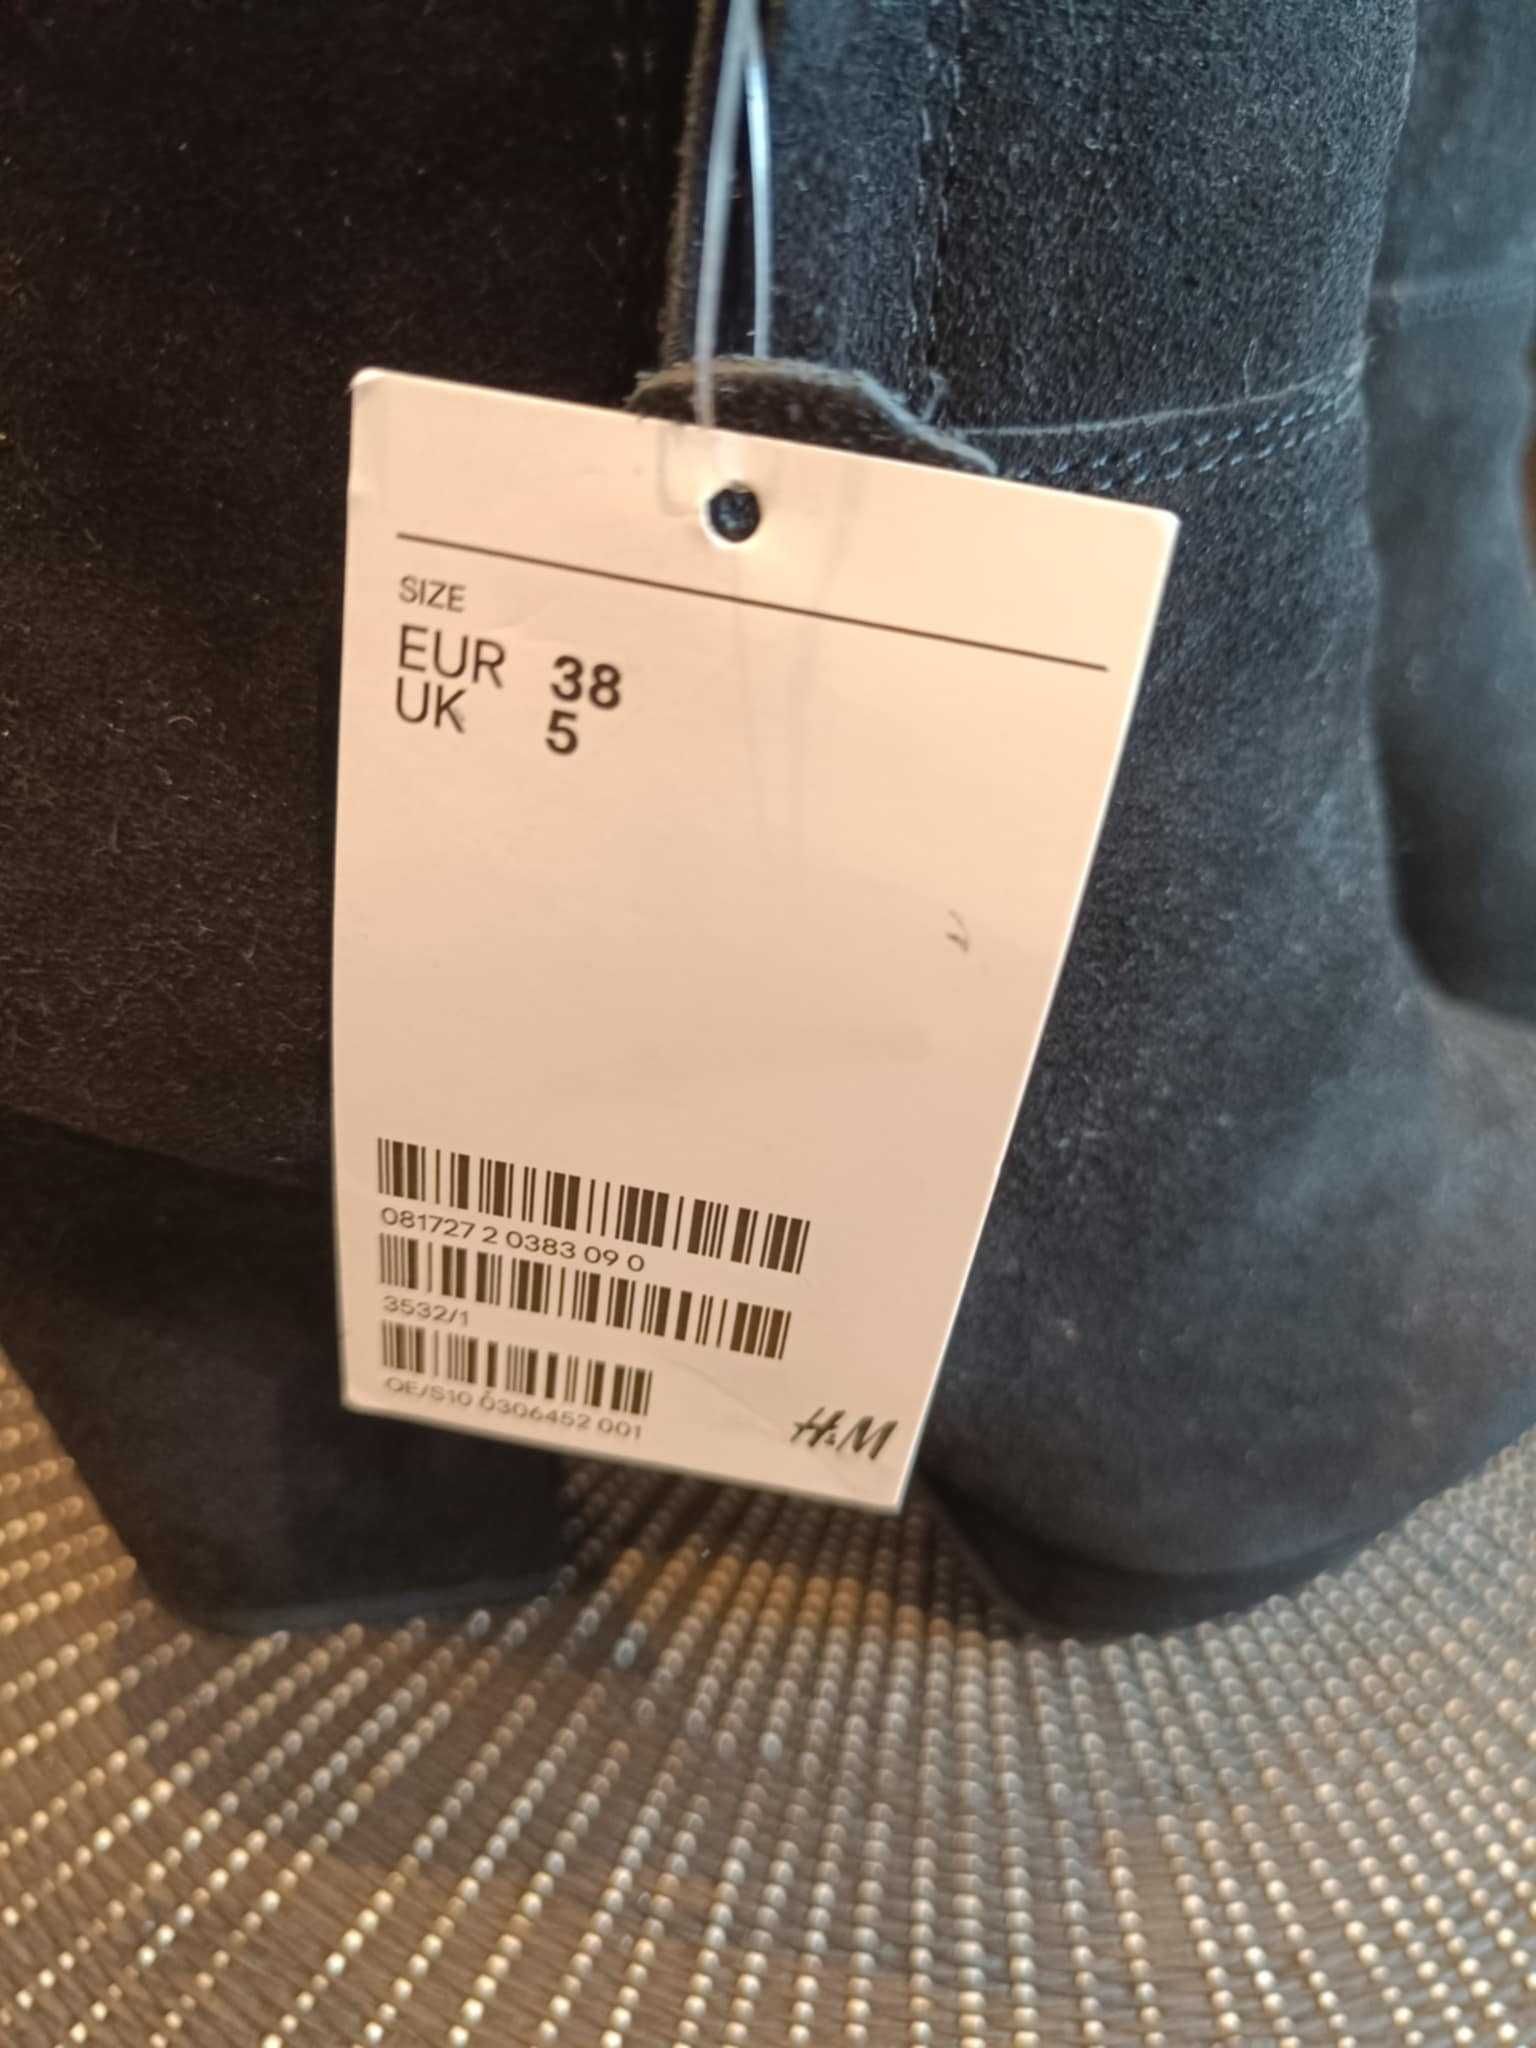 SIZE
EUR 38
UK 5
081727 2 0383 09 0
3532/1
OE/S10 0306452 001
H&M